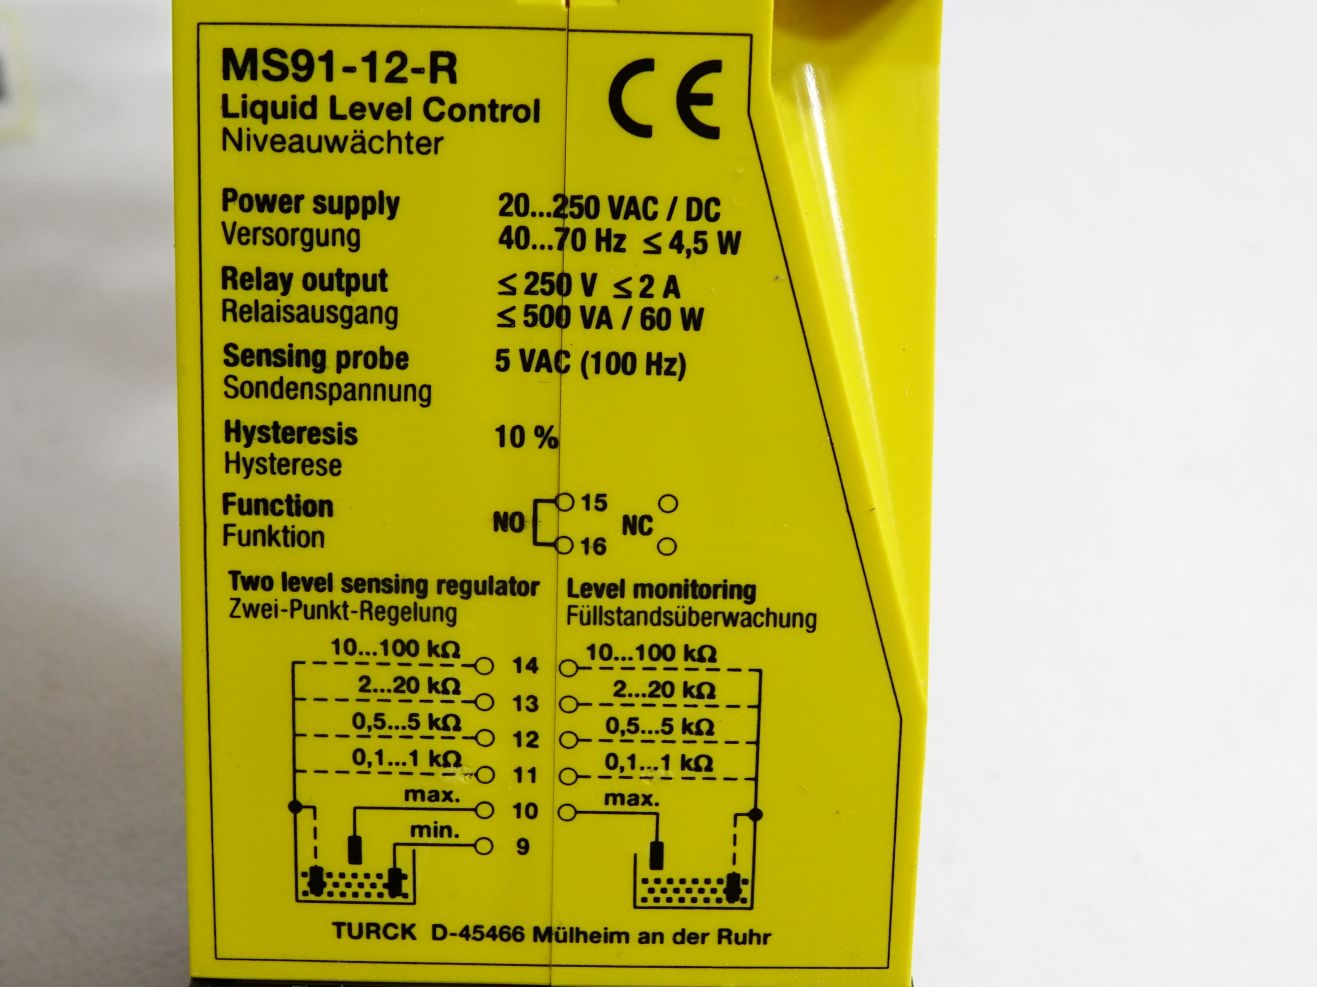 MS91-12-R
Liquid Level Control
Niveauwächter
CE
Power supply 20...250 VAC / DC
Versorgung 40...70 Hz ≤ 4,5 W
Relay output ≤ 250 V ≤ 2 A
Relaisausgang ≤ 500 VA / 60 W
Sensing probe 5 VAC (100 Hz)
Sondenspannung
Hysteresis 10 %
Hysterese
Function NO 15 NC
Funktion 16
Two level sensing regulator Level monitoring
Zwei-Punkt-Regelung Füllstandsüberwachung
10...100 kΩ 14 10...100 kΩ
2...20 kΩ 13 2...20 kΩ
0,5...5 kΩ 12 0,5...5 kΩ
0,1...1 kΩ 11 0,1...1 kΩ
max. 10 max.
min. 9
TURCK D-45466 Mülheim an der Ruhr